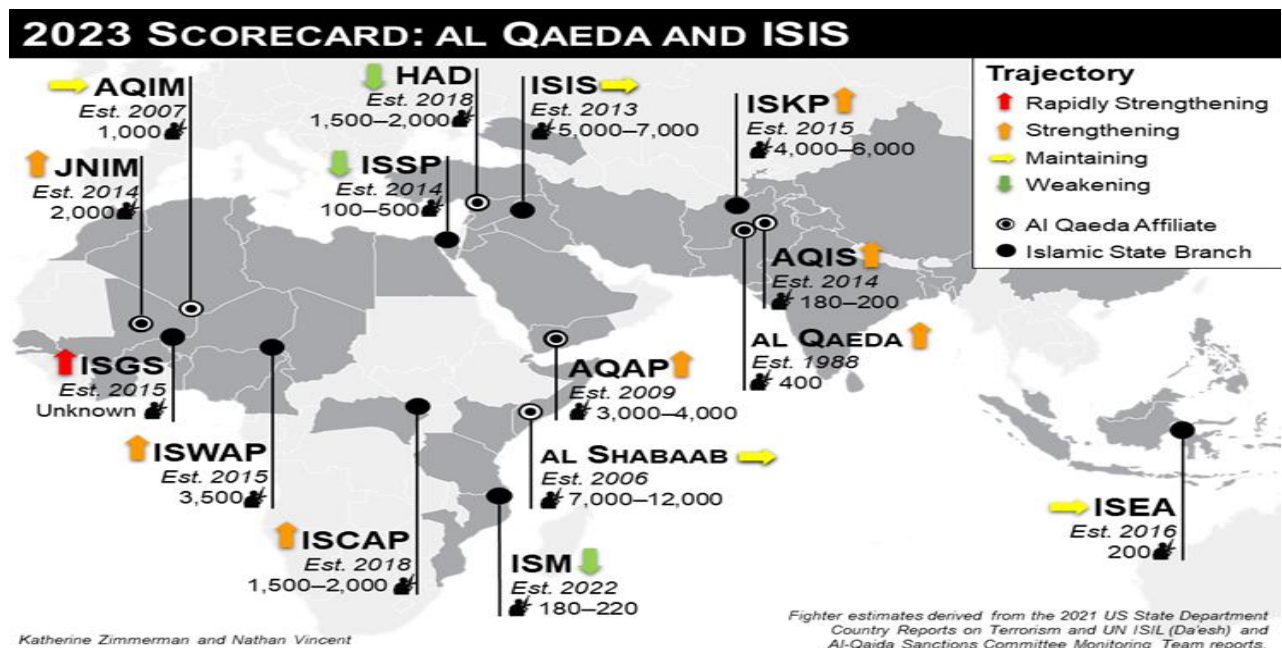 2023 SCORECARD: AL QAEDA AND ISIS
AQIM
Est. 2007
1,000
JNIM
Est. 2014
2,000
HAD
Est. 2018
1,500–2,000
ISSP
Est. 2014
100–500
ISIS
Est. 2013
5,000–7,000
ISKP
Est. 2015
4,000–6,000
Trajectory
Rapidly Strengthening
Strengthening
Maintaining
Weakening
Al Qaeda Affiliate
Islamic State Branch
AQIS
Est. 2014
180–200
AL QAEDA
Est. 1988
400
ISGS
Est. 2015
Unknown
ISWAP
Est. 2015
3,500
ISCAP
Est. 2018
1,500–2,000
AQAP
Est. 2009
3,000–4,000
AL SHABAAB
Est. 2006
7,000–12,000
ISM
Est. 2022
180–220
ISEA
Est. 2016
200
Katherine Zimmerman and Nathan Vincent
Fighter estimates derived from the 2021 US State Department
Country Reports on Terrorism and UN ISIL (Da'esh) and
Al-Qaida Sanctions Committee Monitoring Team reports.